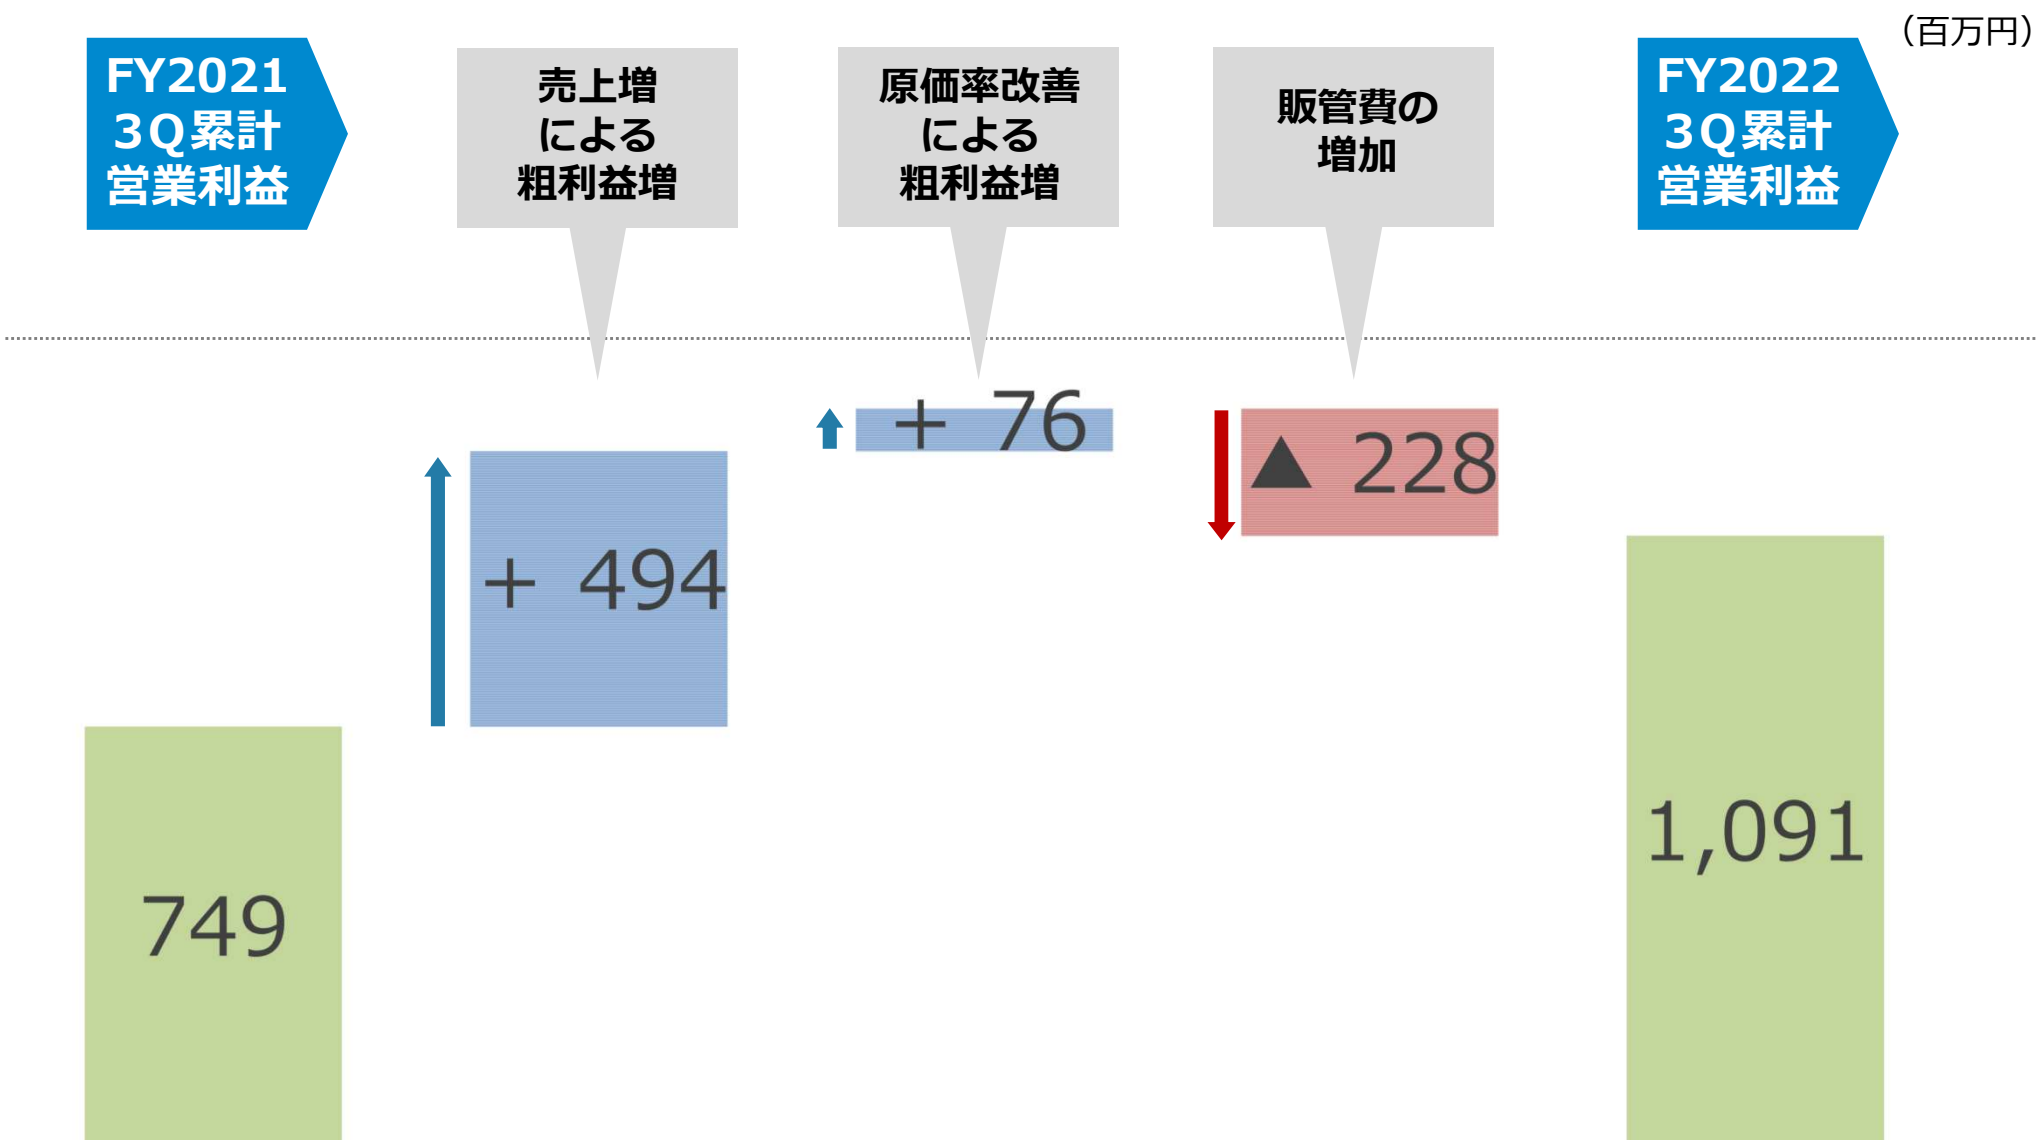 （百万円）
FY2021
３Ｑ累計
営業利益
売上増
による
粗利益増
原価率改善
による
粗利益増
販管費の
増加
FY2022
３Ｑ累計
営業利益
749
+ 494
+ 76
▲ 228
1,091